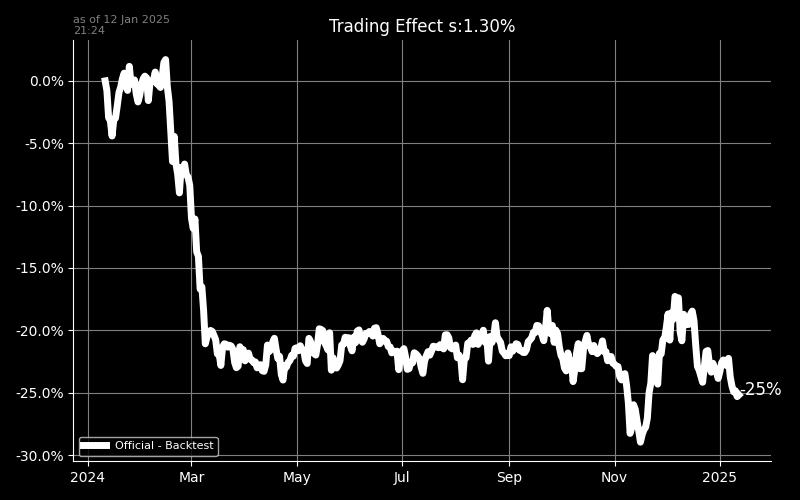 as of 12 Jan 2025
21:24
Trading Effect s:1.30%
0.0%
-5.0%
-10.0%
-15.0%
-20.0%
-25.0%
-30.0%
-25%
Official - Backtest
2024 Mar May Jul Sep Nov 2025